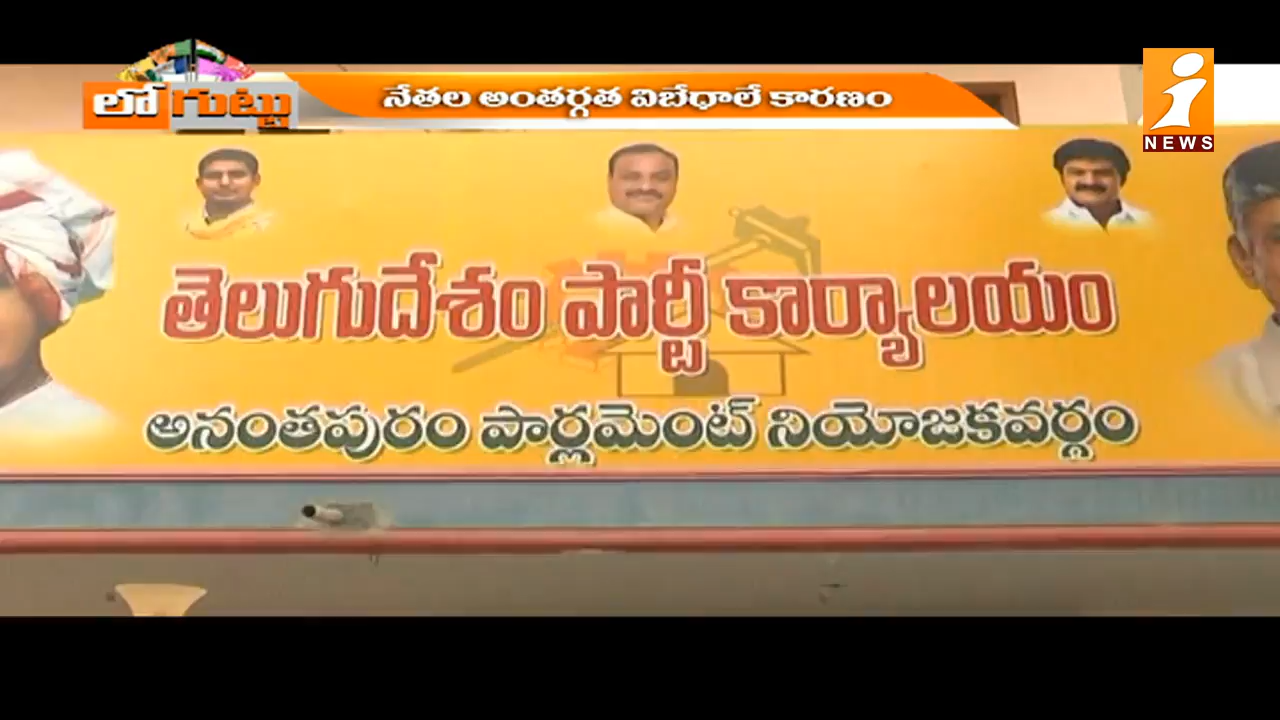 లోగుట్టు
నేతల అంతర్గత విబేధాలే కారణం
i
NEWS
తెలుగుదేశం పార్టీ కార్యాలయం
అనంతపురం పార్లమెంట్ నియోజకవర్గం